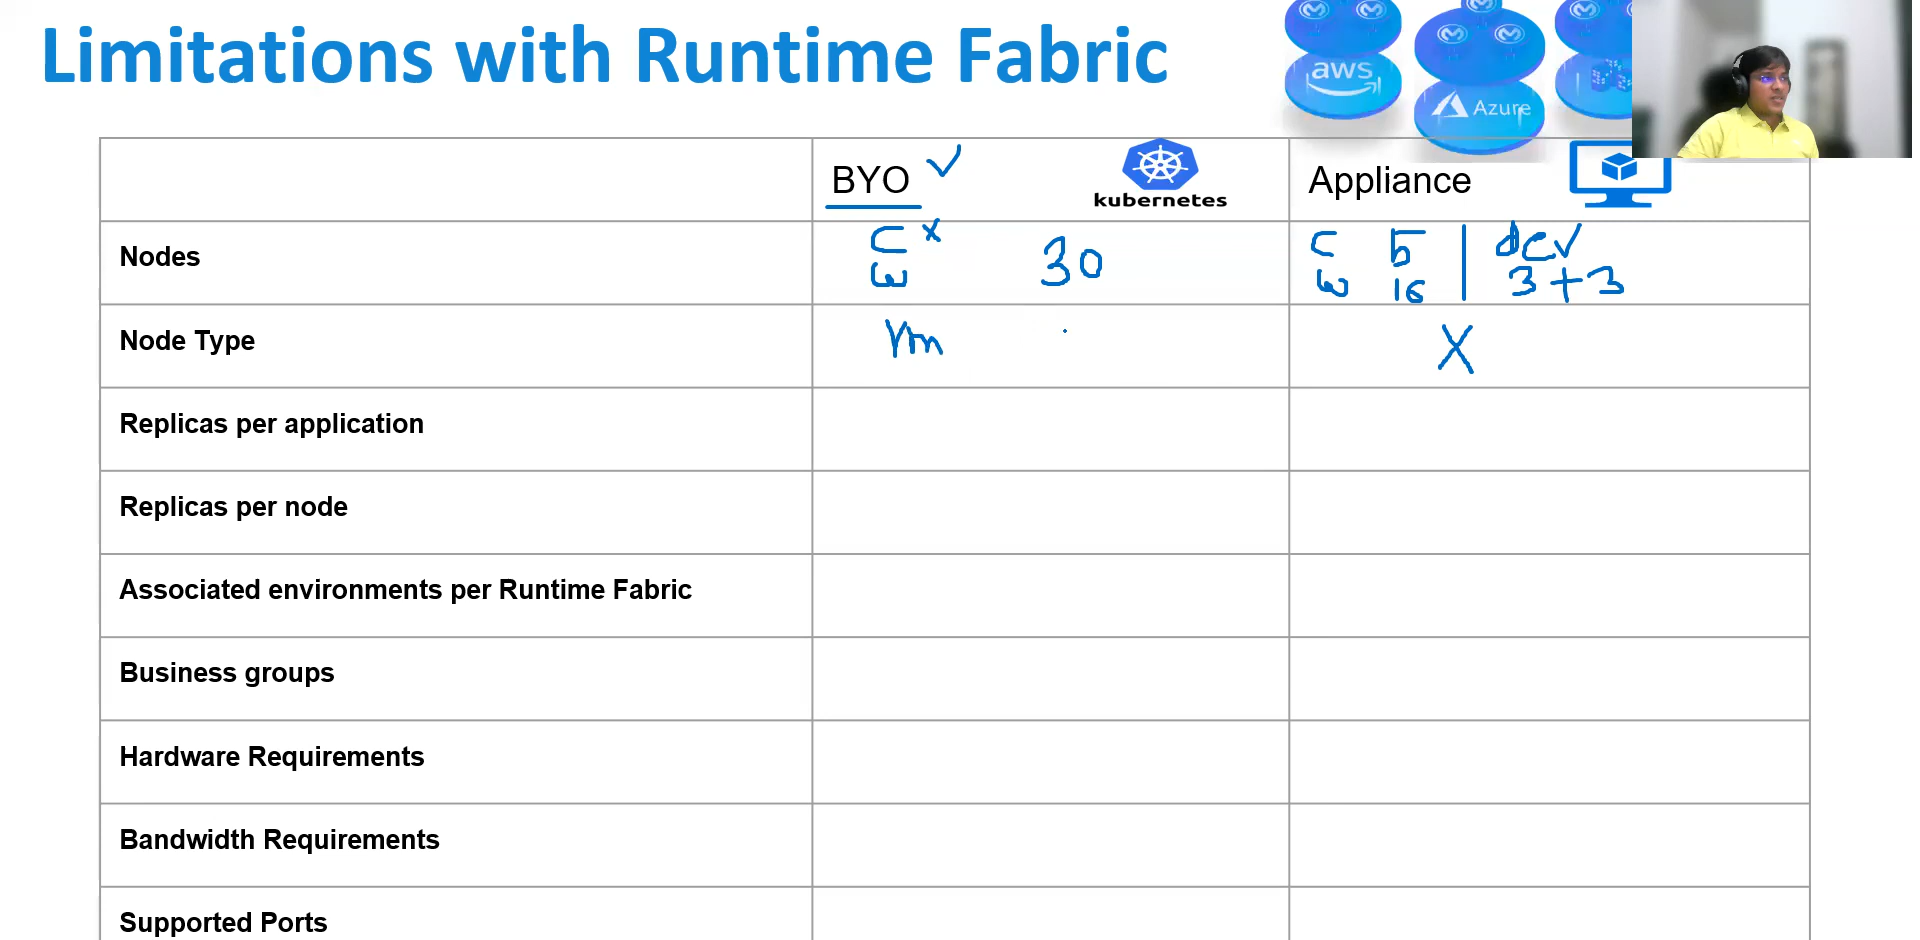 Limitations with Runtime Fabric
aws
Azure
BYO ✓
kubernetes
Appliance
Nodes
C x
W
30
C 5
W 16
dev
3 + 3
Node Type
Vm
X
Replicas per application
Replicas per node
Associated environments per Runtime Fabric
Business groups
Hardware Requirements
Bandwidth Requirements
Supported Ports